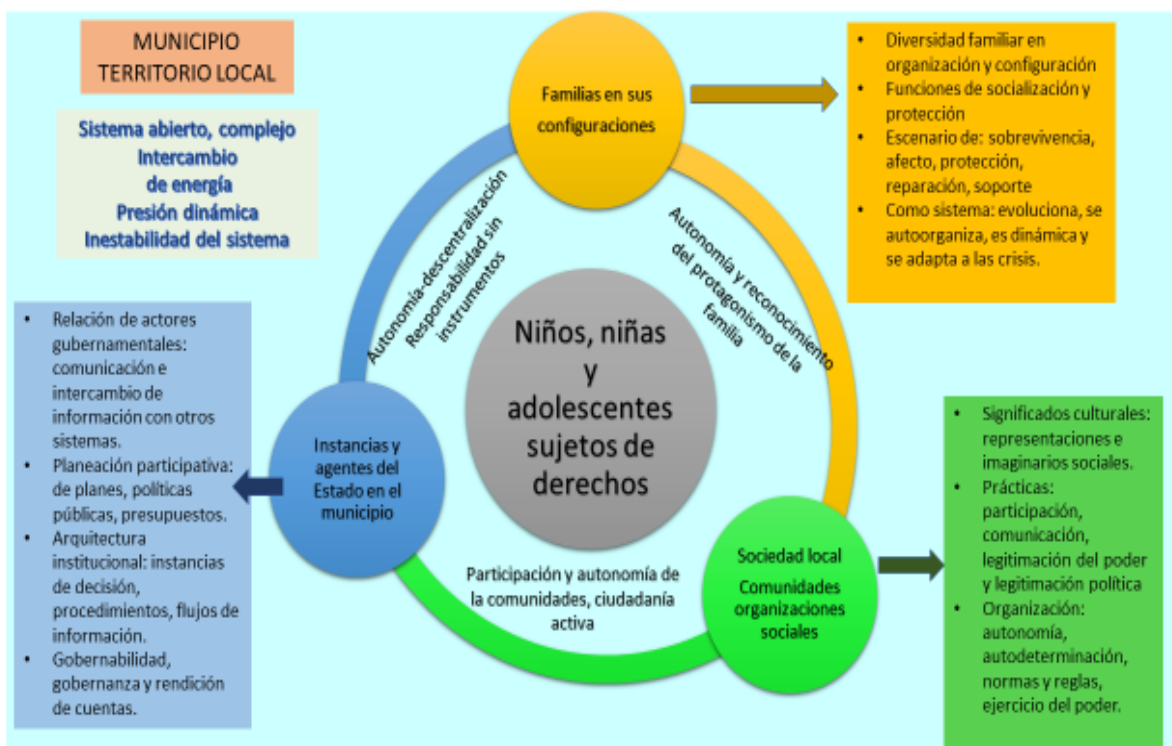 MUNICIPIO
TERRITORIO LOCAL
Sistema abierto, complejo
Intercambio
de energía
Presión dinámica
Inestabilidad del sistema
Familias en sus
configuraciones
• Diversidad familiar en
organización y configuración
• Funciones de socialización y
protección
• Escenario de: sobrevivencia,
afecto, protección,
reparación, soporte
• Como sistema: evoluciona, se
autoorganiza, es dinámica y
se adapta a las crisis.
Autonomía-descentralización
Responsabilidad sin
instrumentos
Autonomía y reconocimiento
del protagonismo de la
familia
Niños, niñas
y
adolescentes
sujetos de
derechos
• Relación de actores
gubernamentales:
comunicación e
intercambio de
información con otros
sistemas.
• Planeación participativa:
de planes, políticas
públicas, presupuestos.
• Arquitectura
institucional: instancias
de decisión,
procedimientos, flujos de
información.
• Gobernabilidad,
gobernanza y rendición
de cuentas.
Instancias y
agentes del
Estado en el
municipio
Participación y autonomía de
la comunidades, ciudadanía
activa
Sociedad local
Comunidades
organizaciones
sociales
• Significados culturales:
representaciones e
imaginarios sociales.
• Prácticas:
participación,
comunicación,
legitimación del poder
y legitimación política
• Organización:
autonomía,
autodeterminación,
normas y reglas,
ejercicio del poder.